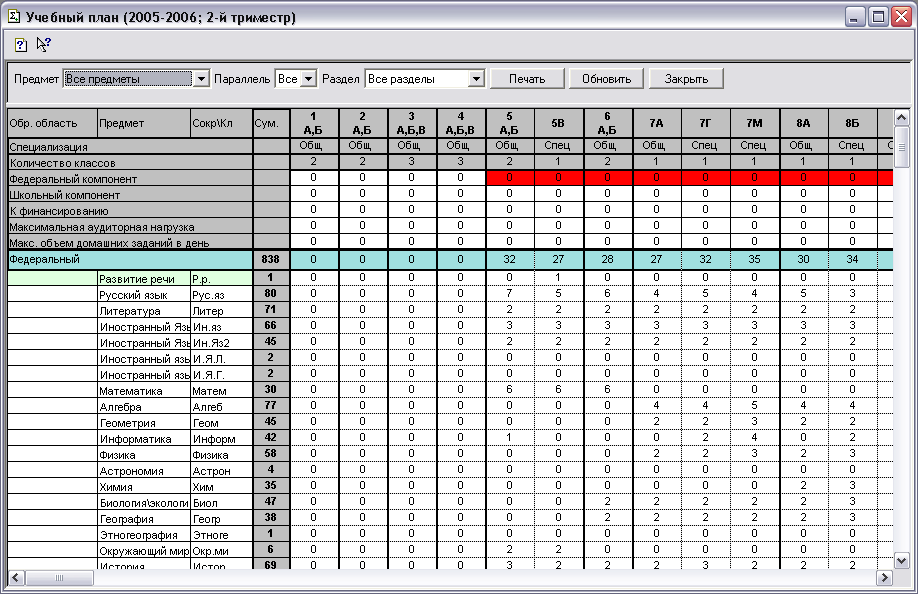 Учебный план (2005-2006; 2-й триместр)
Предмет Все предметы Параллель Все Раздел Все разделы Печать Обновить Закрыть
Обр. область Предмет Сокр\Кл Сум. 1 А,Б 2 А,Б 3 А,Б,В 4 А,Б,В 5 А,Б 5В 6 А,Б 7А 7Г 7М 8А 8Б
Специализация Общ Общ Общ Общ Общ Спец Общ Общ Спец Спец Общ Спец
Количество классов 2 2 3 3 2 1 2 1 1 1 1 1
Федеральный компонент 0 0 0 0 0 0 0 0 0 0 0 0
Школьный компонент 0 0 0 0 0 0 0 0 0 0 0 0
К финансированию 0 0 0 0 0 0 0 0 0 0 0 0
Максимальная аудиторная нагрузка 0 0 0 0 0 0 0 0 0 0 0 0
Макс. объем домашних заданий в день 0 0 0 0 0 0 0 0 0 0 0 0
Федеральный 838 0 0 0 0 32 27 28 27 32 35 30 34
Развитие речи Р.р. 1 0 0 0 0 0 1 0 0 0 0 0 0
Русский язык Рус.яз 80 0 0 0 0 7 5 6 4 5 4 5 3
Литература Литер 71 0 0 0 0 2 2 2 2 2 2 2 2
Иностранный Язь Ин.яз 66 0 0 0 0 3 3 3 3 3 3 3 3
Иностранный Язь Ин.Яз2 45 0 0 0 0 2 2 2 2 2 2 2 2
Иностранный язь И.Я.Л. 2 0 0 0 0 0 0 0 0 0 0 0 0
Иностранный язь И.Я.Г. 2 0 0 0 0 0 0 0 0 0 0 0 0
Математика Матем 30 0 0 0 0 6 6 6 0 0 0 0 0
Алгебра Алгеб 77 0 0 0 0 0 0 0 4 4 5 4 4
Геометрия Геом 45 0 0 0 0 0 0 0 2 2 3 2 2
Информатика Информ 42 0 0 0 0 1 0 0 0 2 4 0 2
Физика Физика 58 0 0 0 0 0 0 0 2 2 3 2 3
Астрономия Астрон 4 0 0 0 0 0 0 0 0 0 0 0 0
Химия Хим 35 0 0 0 0 0 0 0 0 0 0 2 3
Биология\экологи Биол 47 0 0 0 0 0 0 2 2 2 2 2 3
География Геогр 38 0 0 0 0 0 0 2 2 2 2 2 3
Этногеография Этноге 1 0 0 0 0 0 0 0 0 0 0 0 0
Окружающий мир Окр.ми 6 0 0 0 0 2 2 0 0 0 0 0 0
История Истор 69 0 0 0 0 3 2 2 2 3 2 2 3